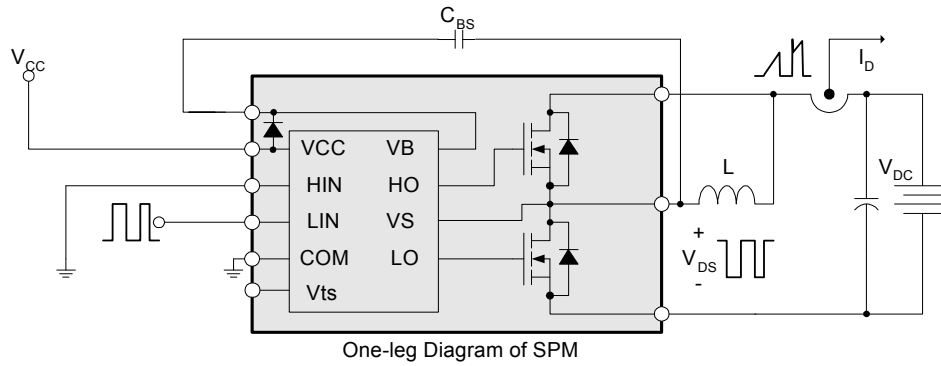 C_BS
V_CC
I_D
VCC VB
HIN HO
LIN VS
COM LO
Vts
L
V_DC
+
V_DS
-
One-leg Diagram of SPM